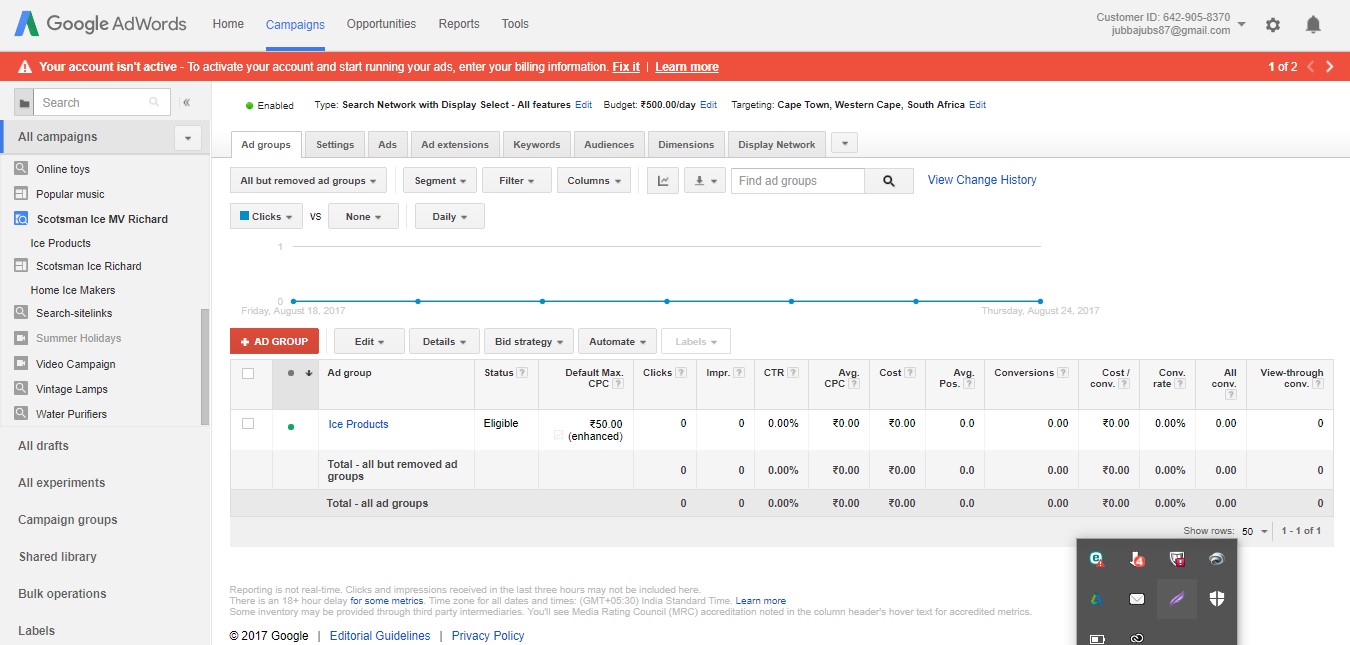 Google AdWords
Home Campaigns Opportunities Reports Tools
Customer ID: 642-905-8370
jubbajubs87@gmail.com
Your account isn't active - To activate your account and start running your ads, enter your billing information. Fix it | Learn more
1 of 2
Search
All campaigns
Online toys
Popular music
Scotsman Ice MV Richard
Ice Products
Scotsman Ice Richard
Home Ice Makers
Search-sitelinks
Summer Holidays
Video Campaign
Vintage Lamps
Water Purifiers
All drafts
All experiments
Campaign groups
Shared library
Bulk operations
Labels
Enabled Type: Search Network with Display Select - All features Edit Budget: ₹500.00/day Edit Targeting: Cape Town, Western Cape, South Africa Edit
Ad groups Settings Ads Ad extensions Keywords Audiences Dimensions Display Network
All but removed ad groups Segment Filter Columns Find ad groups View Change History
Clicks VS None Daily
1
0
Friday, August 18, 2017 Thursday, August 24, 2017
+ AD GROUP Edit Details Bid strategy Automate Labels
Ad group Status ? Default Max. CPC ? Clicks ? Impr. ? CTR ? Avg. CPC ? Cost ? Avg. Pos. ? Conversions ? Cost / conv. ? Conv. rate ? All conv. ? View-through conv. ?
Ice Products Eligible ₹50.00 (enhanced) 0 0 0.00% ₹0.00 ₹0.00 0.0 0.00 ₹0.00 0.00% 0.00 0
Total - all but removed ad groups 0 0 0.00% ₹0.00 ₹0.00 0.0 0.00 ₹0.00 0.00% 0.00 0
Total - all ad groups 0 0 0.00% ₹0.00 ₹0.00 0.0 0.00 ₹0.00 0.00% 0.00 0
Show rows: 50 1 - 1 of 1
Reporting is not real-time. Clicks and impressions received in the last three hours may not be included here.
There is an 18+ hour delay for some metrics. Time zone for all dates and times: (GMT+05:30) India Standard Time. Learn more
Some inventory may be provided through third party intermediaries. You'll see Media Rating Council (MRC) accreditation noted in the column header's hover text for accredited metrics.
© 2017 Google | Editorial Guidelines | Privacy Policy
4